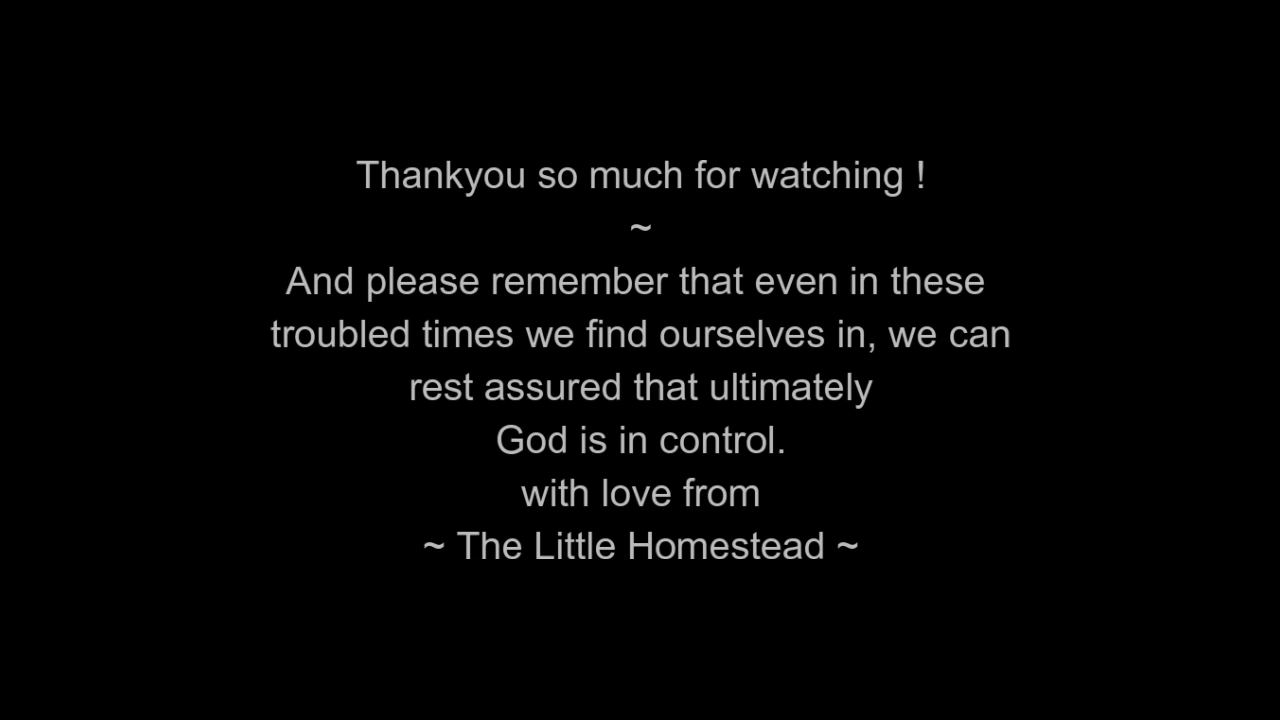 Thankyou so much for watching !
~
And please remember that even in these
troubled times we find ourselves in, we can
rest assured that ultimately
God is in control.
with love from
~ The Little Homestead ~